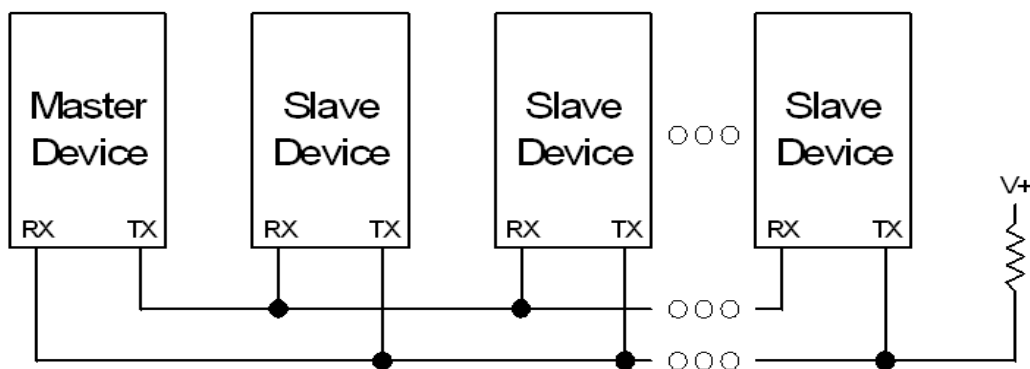 Master
Device
Slave
Device
Slave
Device
Slave
Device
V+
RX TX
RX TX
RX TX
RX TX